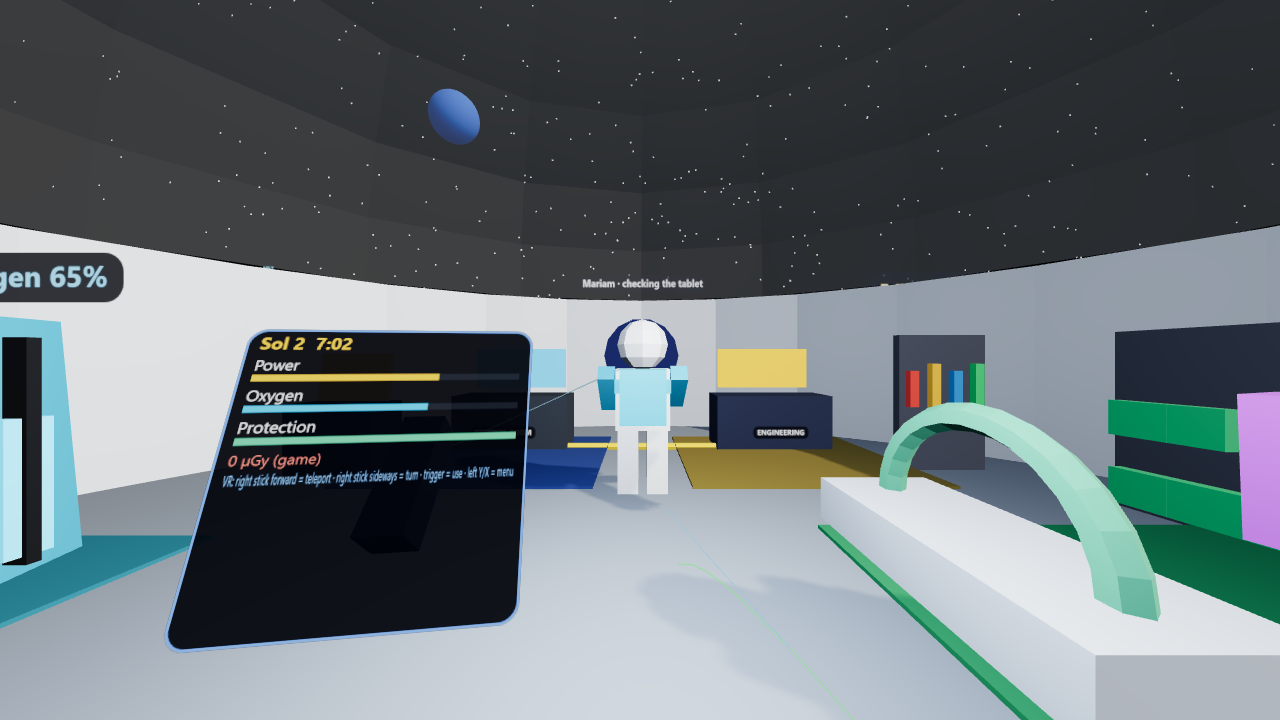 Mariam · checking the tablet
gen 65%
Sol 2 7:02
Power
Oxygen
Protection
0 µGy (game)
VR: right stick forward = teleport · right stick sideways = turn · trigger = use · left Y/X = menu
ENGINEERING